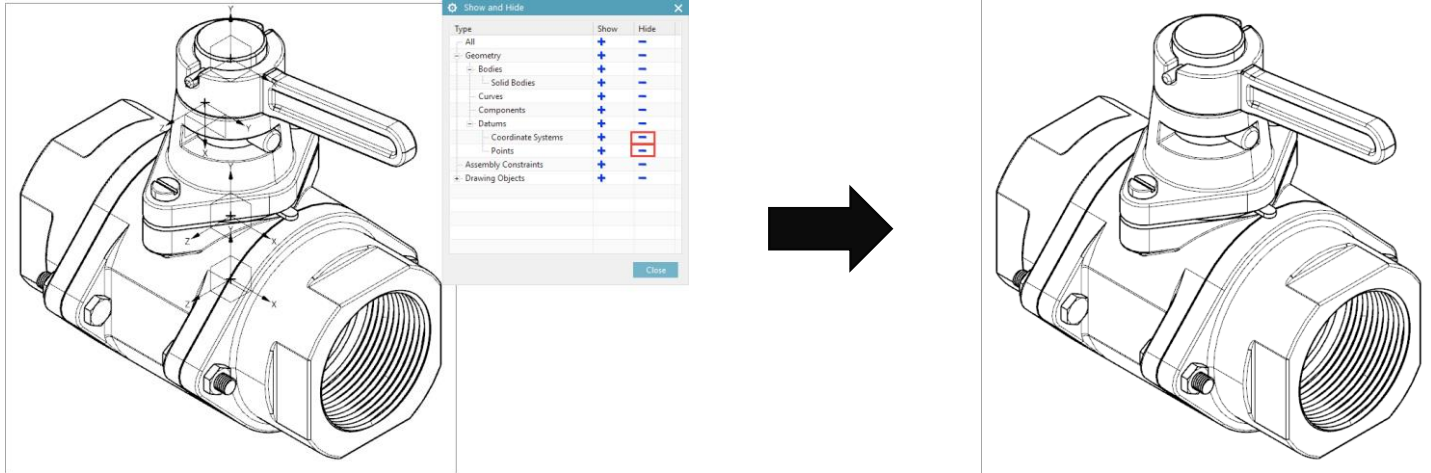 Show and Hide
Type Show Hide
All
Geometry
Bodies
Solid Bodies
Curves
Components
Datums
Coordinate Systems
Points
Assembly Constraints
Drawing Objects
Close
Y
X
Z
Y
X
Y
Z
X
Y
Z
X